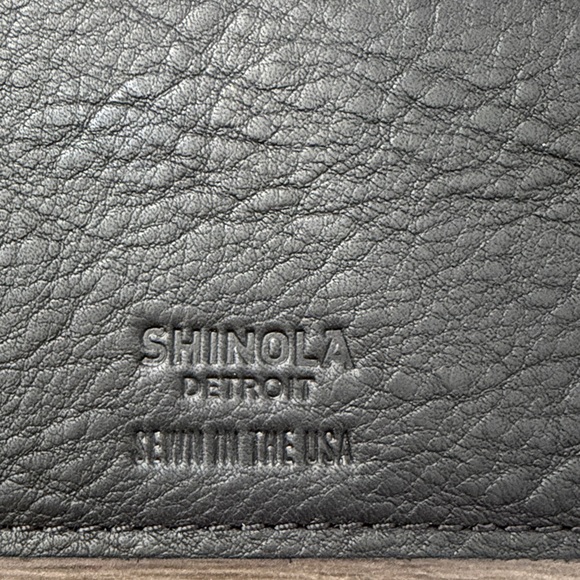 SHINOLA
DETROIT
SEWN IN THE USA